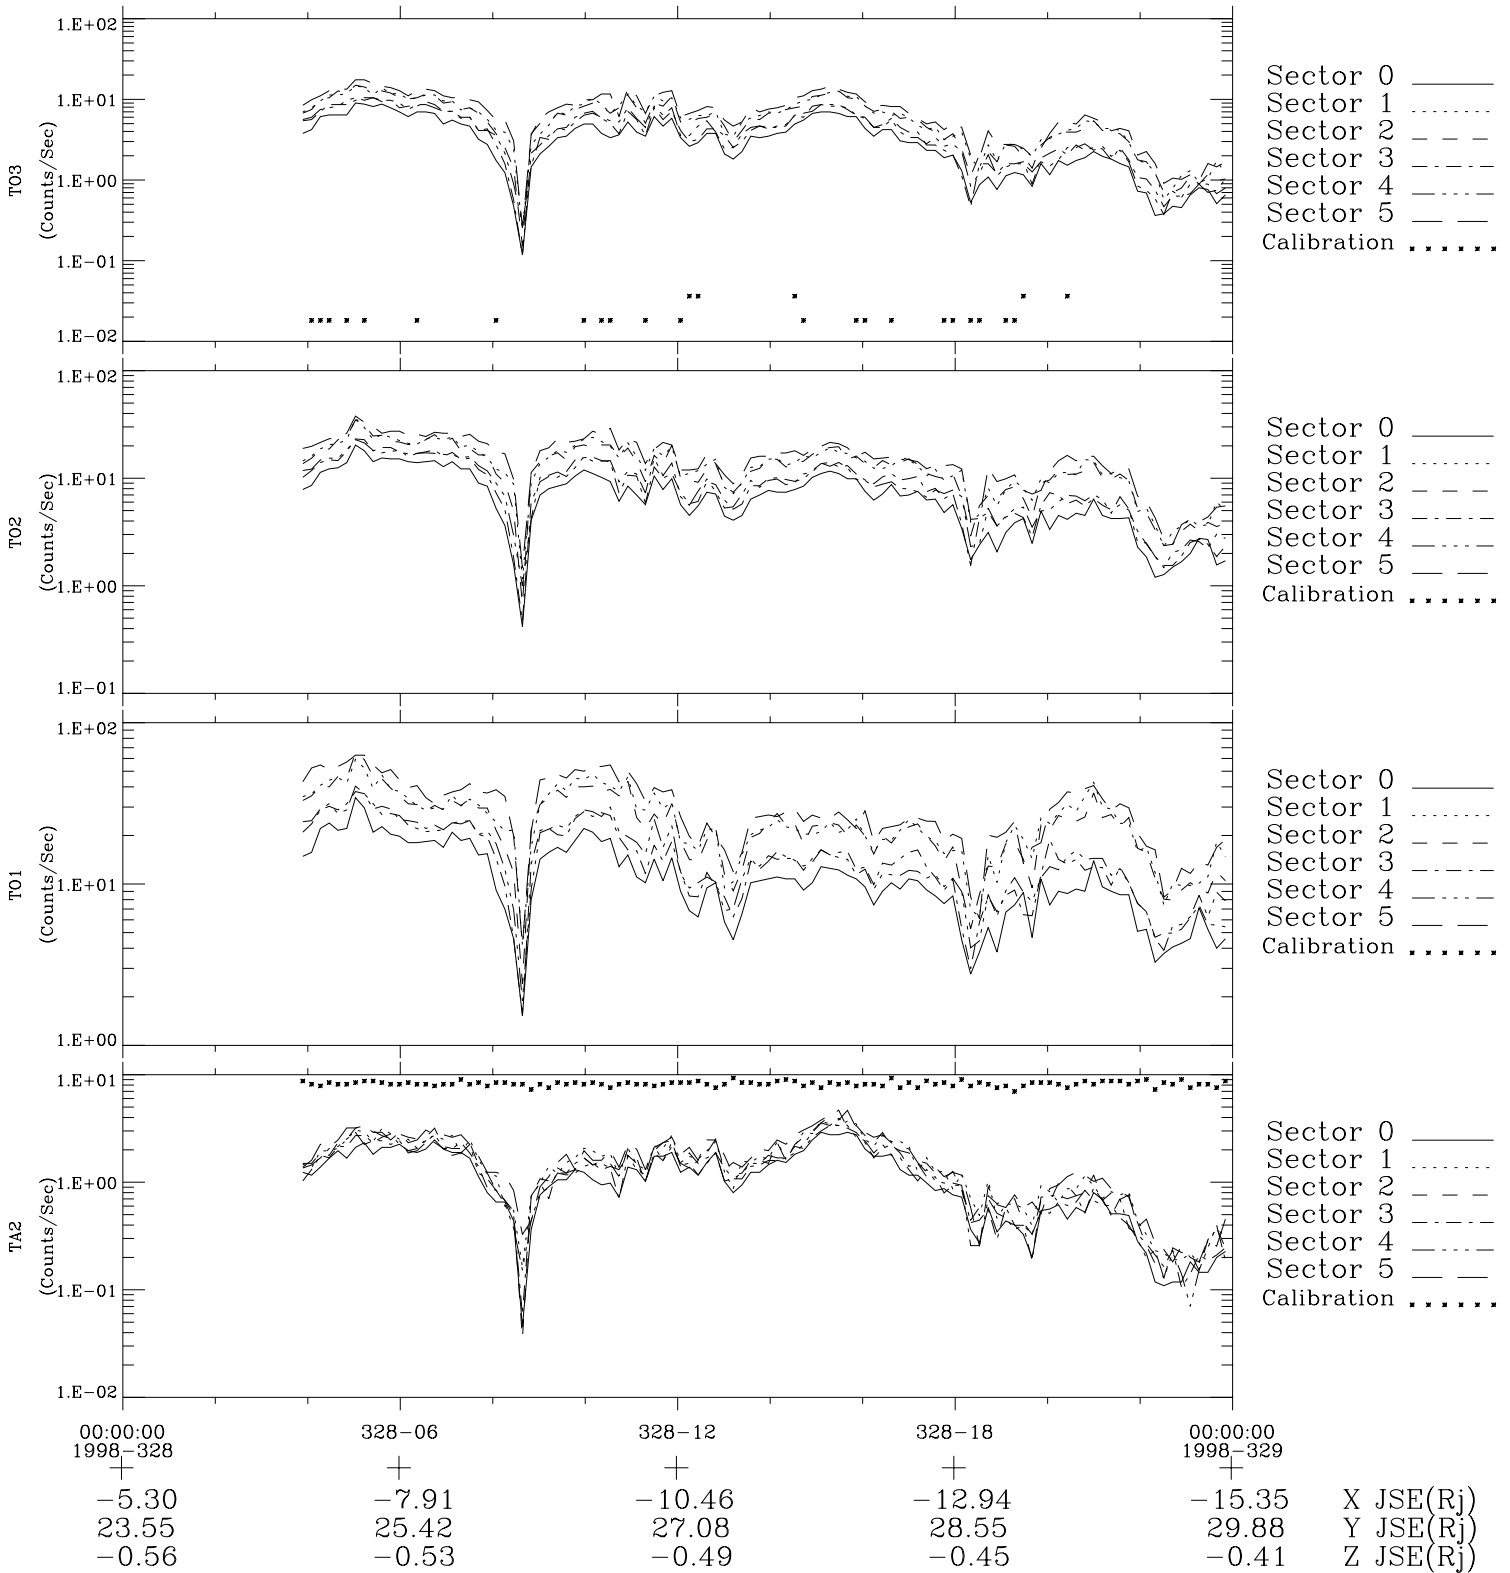 1.E+02
1.E+01
1.E+00
1.E-01
1.E-02
TO3
(Counts/Sec)
Sector 0
Sector 1
Sector 2
Sector 3
Sector 4
Sector 5
Calibration
1.E+02
1.E+01
1.E+00
1.E-01
TO2
(Counts/Sec)
Sector 0
Sector 1
Sector 2
Sector 3
Sector 4
Sector 5
Calibration
1.E+02
1.E+01
1.E+00
TO1
(Counts/Sec)
Sector 0
Sector 1
Sector 2
Sector 3
Sector 4
Sector 5
Calibration
1.E+01
1.E+00
1.E-01
1.E-02
TA2
(Counts/Sec)
Sector 0
Sector 1
Sector 2
Sector 3
Sector 4
Sector 5
Calibration
00:00:00 328-06 328-12 328-18 00:00:00
1998-328 1998-329
-5.30 -7.91 -10.46 -12.94 -15.35 X JSE(Rj)
23.55 25.42 27.08 28.55 29.88 Y JSE(Rj)
-0.56 -0.53 -0.49 -0.45 -0.41 Z JSE(Rj)